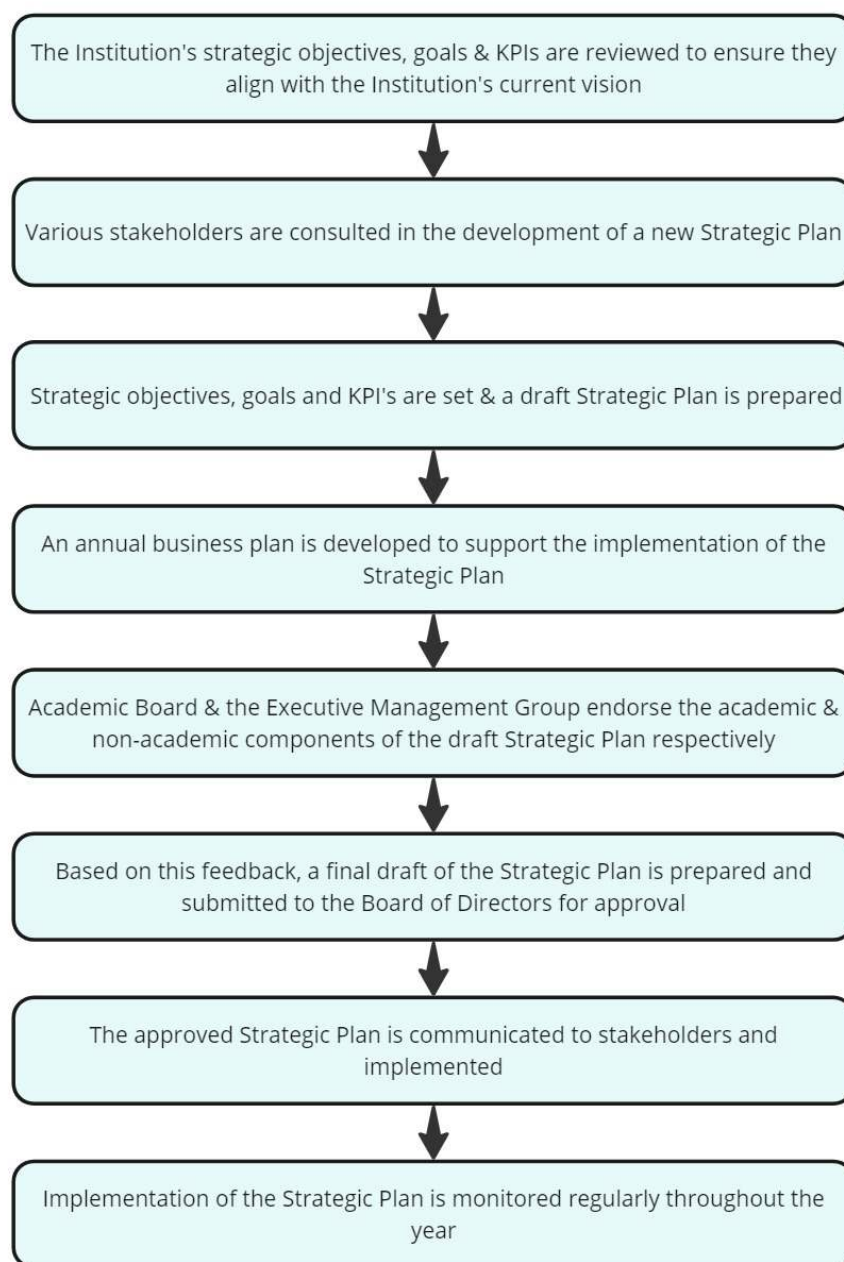 The Institution's strategic objectives, goals & KPIs are reviewed to ensure they
align with the Institution's current vision
Various stakeholders are consulted in the development of a new Strategic Plan
Strategic objectives, goals and KPI's are set & a draft Strategic Plan is prepared
An annual business plan is developed to support the implementation of the
Strategic Plan
Academic Board & the Executive Management Group endorse the academic &
non-academic components of the draft Strategic Plan respectively
Based on this feedback, a final draft of the Strategic Plan is prepared and
submitted to the Board of Directors for approval
The approved Strategic Plan is communicated to stakeholders and
implemented
Implementation of the Strategic Plan is monitored regularly throughout the
year